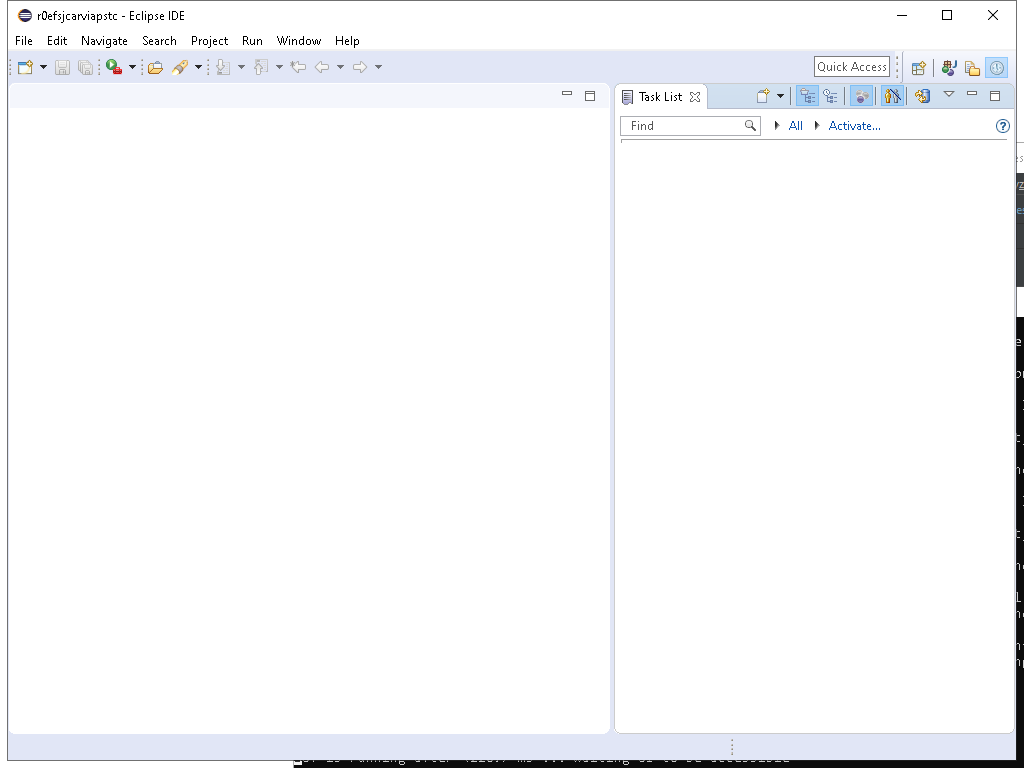 r0efsjcarviapstc - Eclipse IDE
File Edit Navigate Search Project Run Window Help
Quick Access
Task List
Find All Activate...